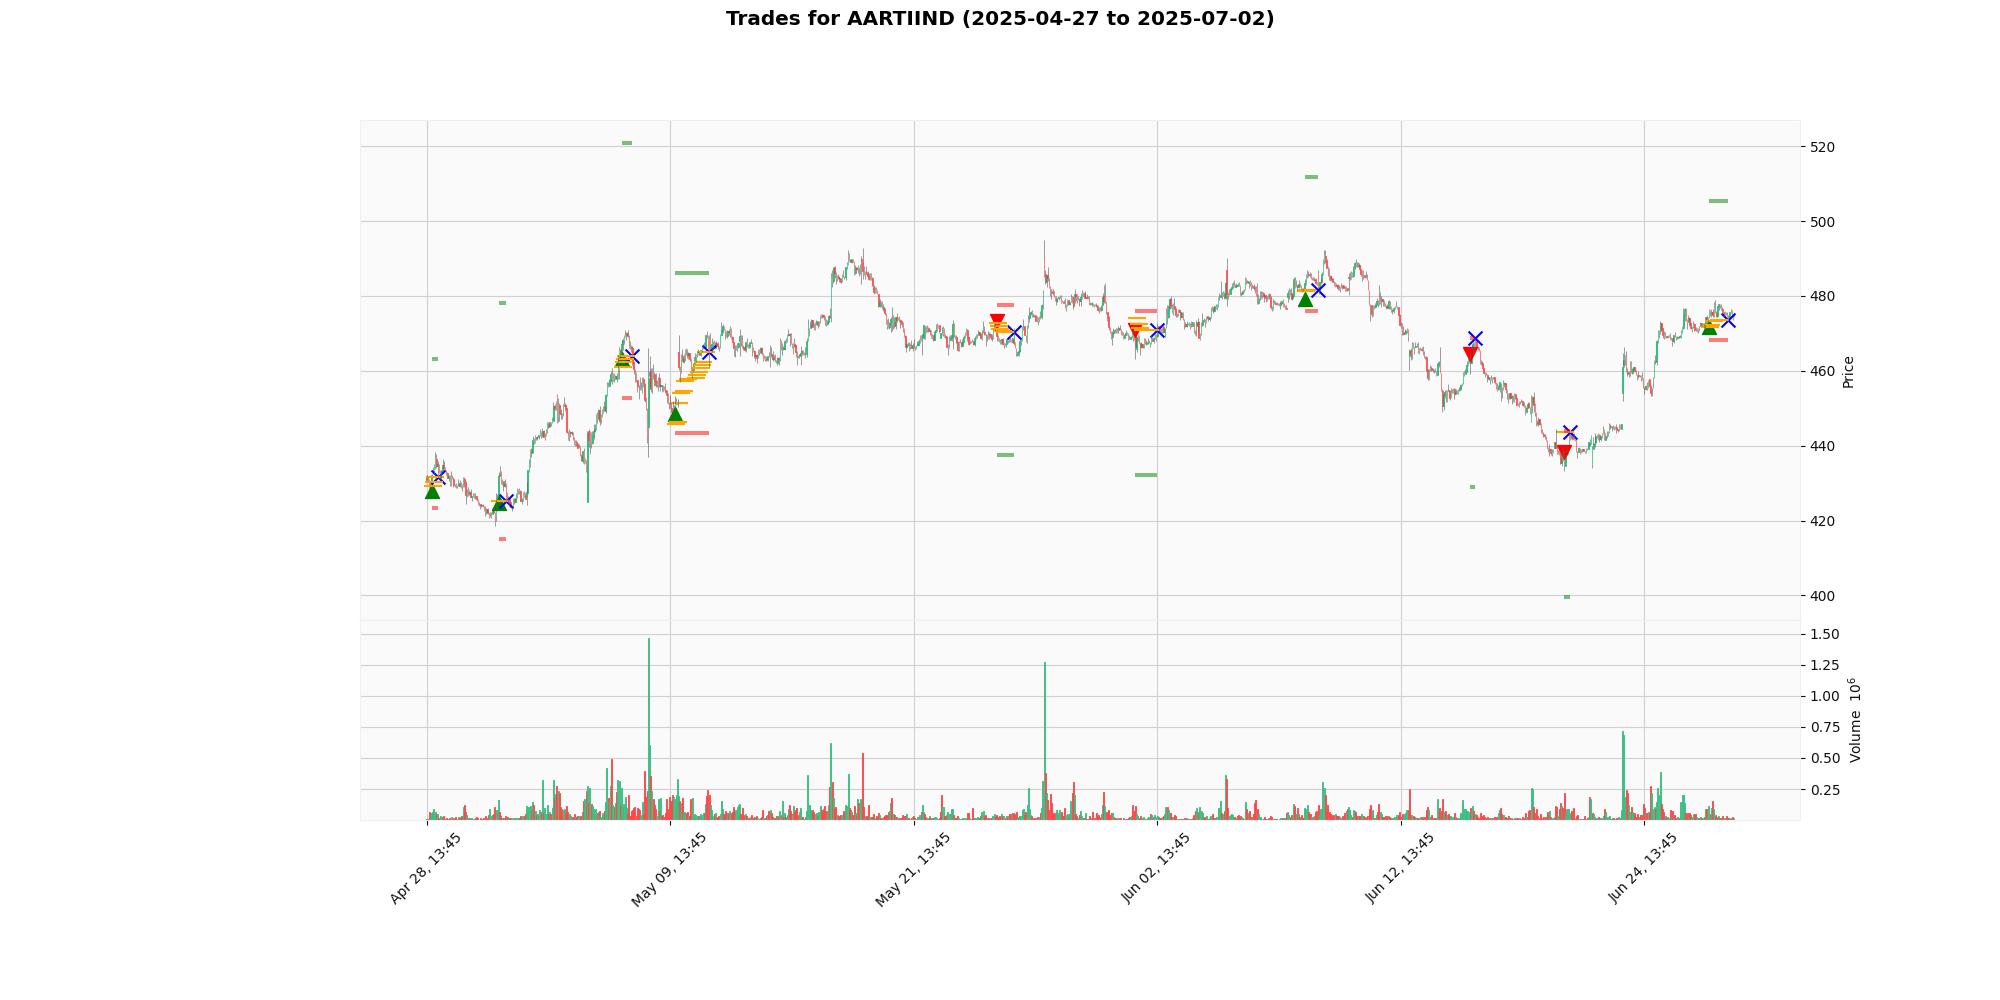 Trades for AARTIIND (2025-04-27 to 2025-07-02)
520
500
480
460
440
420
400
Price
1.50
1.25
1.00
0.75
0.50
0.25
Volume 10⁶
Apr 28, 13:45
May 09, 13:45
May 21, 13:45
Jun 02, 13:45
Jun 12, 13:45
Jun 24, 13:45